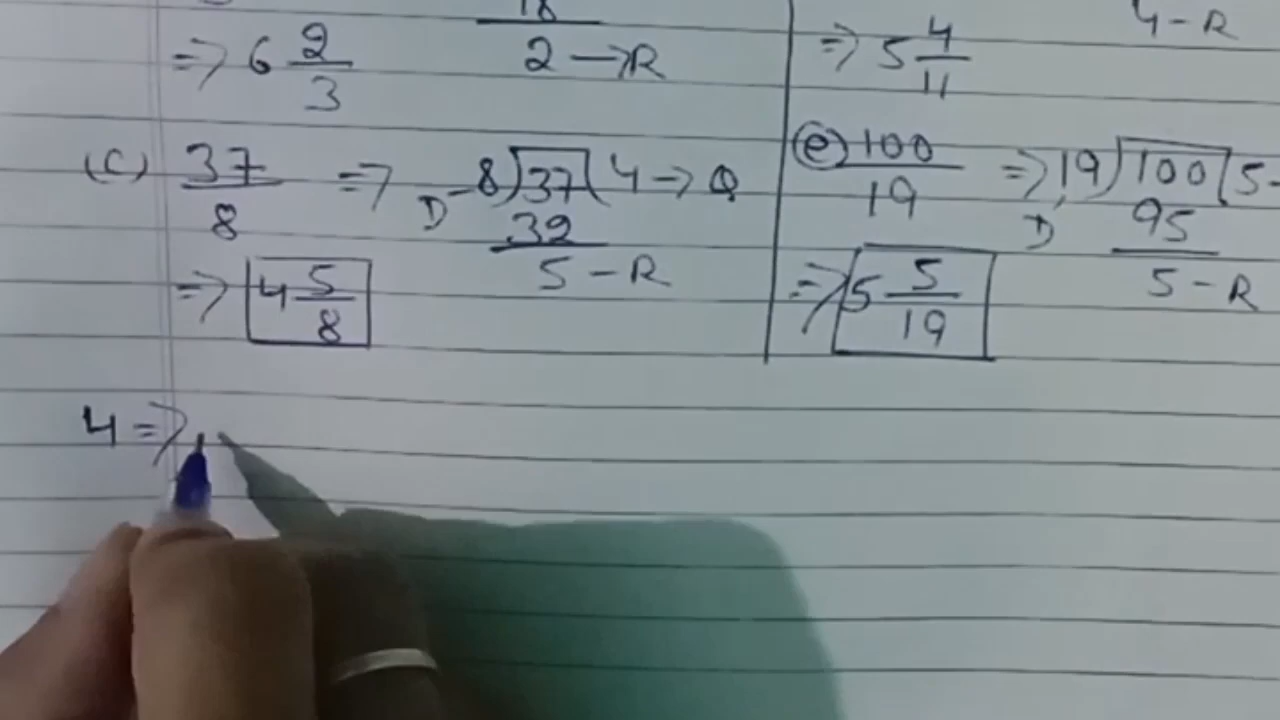 18
=> 6 2/3
2 → R
(C) 37/8 => 8)37(4 → Q
D
32
5 - R
=> 4 5/8
4 - R
=> 5 4/11
(e) 100/19 => 19)100(5 -
D
95
5 - R
=> 5 5/19
4 =>